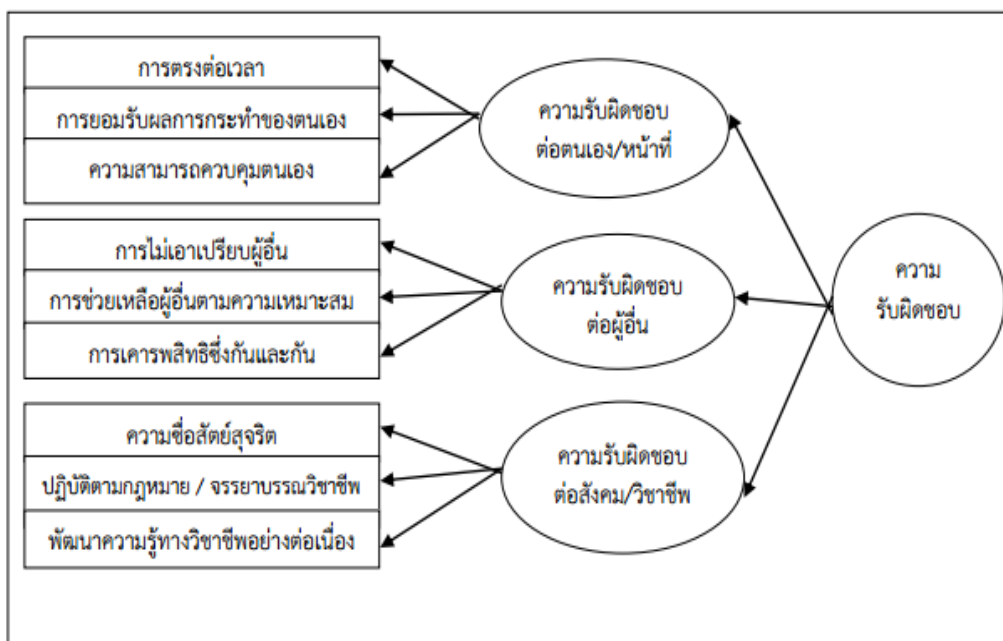 การตรงต่อเวลา
การยอมรับผลการกระทำของตนเอง
ความสามารถควบคุมตนเอง
ความรับผิดชอบ
ต่อตนเอง/หน้าที่
การไม่เอาเปรียบผู้อื่น
การช่วยเหลือผู้อื่นตามความเหมาะสม
การเคารพสิทธิซึ่งกันและกัน
ความรับผิดชอบ
ต่อผู้อื่น
ความ
รับผิดชอบ
ความซื่อสัตย์สุจริต
ปฏิบัติตามกฎหมาย / จรรยาบรรณวิชาชีพ
พัฒนาความรู้ทางวิชาชีพอย่างต่อเนื่อง
ความรับผิดชอบ
ต่อสังคม/วิชาชีพ